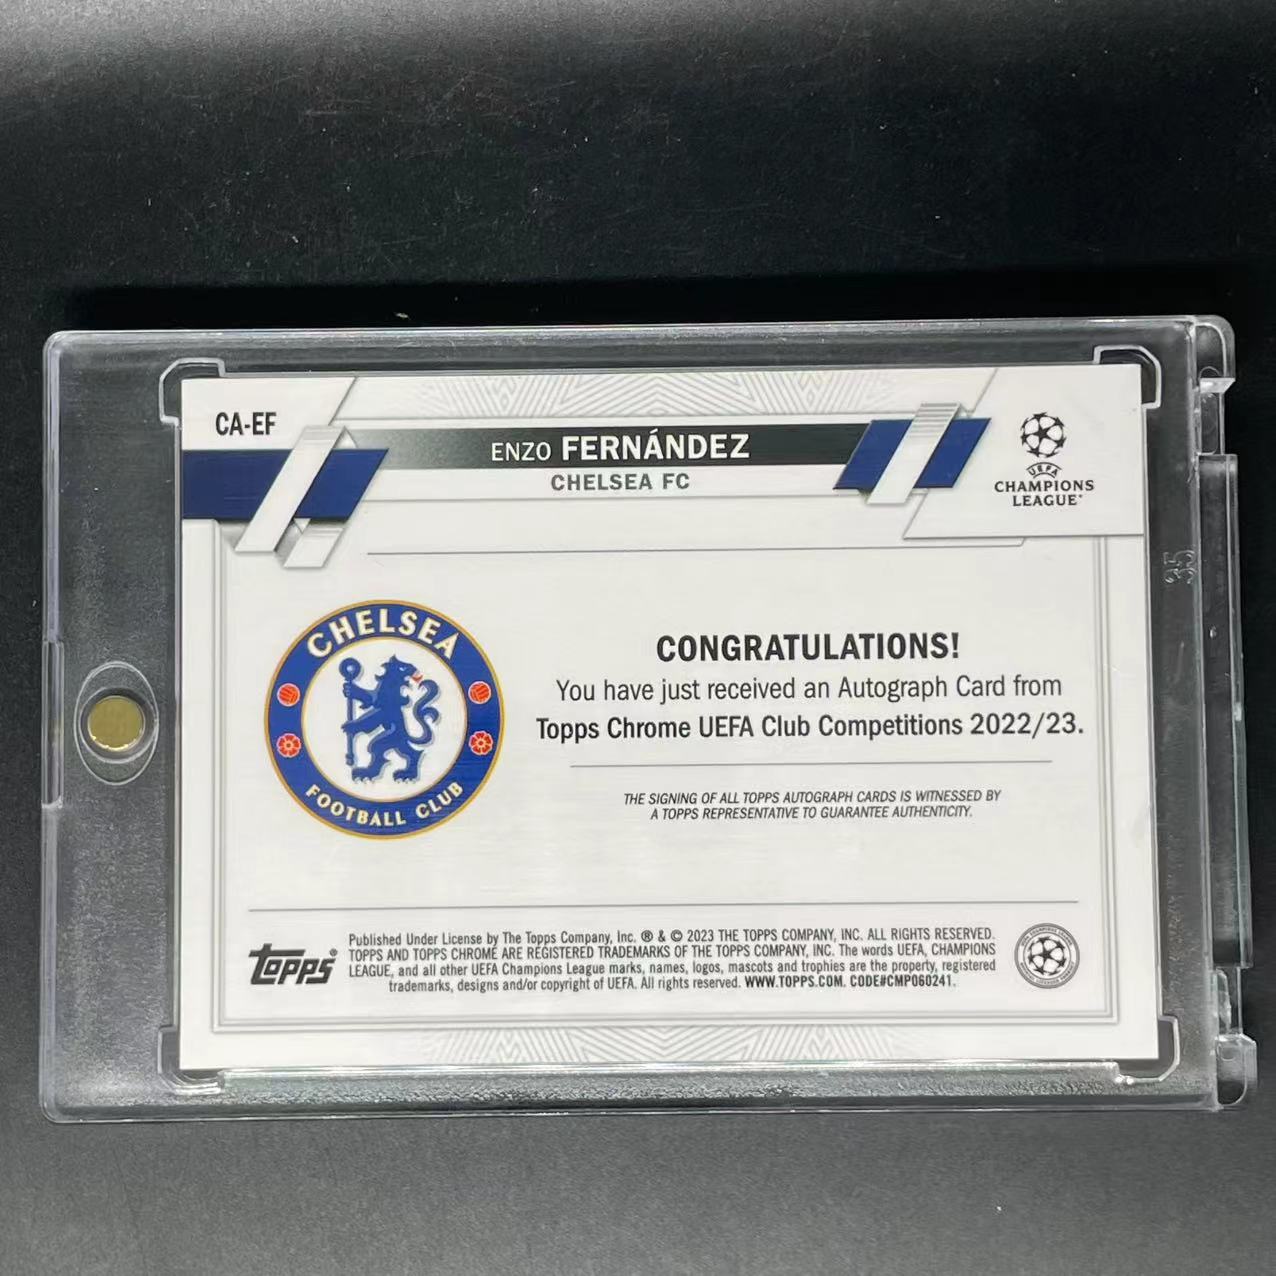 CA-EF
ENZO FERNÁNDEZ
CHELSEA FC
UEFA
CHAMPIONS
LEAGUE
35
CHELSEA
FOOTBALL CLUB
CONGRATULATIONS!
You have just received an Autograph Card from
Topps Chrome UEFA Club Competitions 2022/23.
THE SIGNING OF ALL TOPPS AUTOGRAPH CARDS IS WITNESSED BY
A TOPPS REPRESENTATIVE TO GUARANTEE AUTHENTICITY.
topps®
Published Under License by The Topps Company, Inc. ® & © 2023 THE TOPPS COMPANY, INC. ALL RIGHTS RESERVED.
TOPPS AND TOPPS CHROME ARE REGISTERED TRADEMARKS OF THE TOPPS COMPANY, INC. The words UEFA, CHAMPIONS
LEAGUE, and all other UEFA Champions League marks, names, logos, mascots and trophies are the property, registered
trademarks, designs and/or copyright of UEFA. All rights reserved. WWW.TOPPS.COM. CODE#CMP060241.